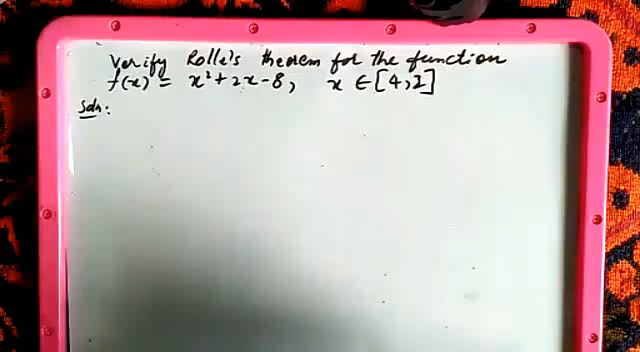 Verify Rolle's theorem for the function
f(x) = x² + 2x - 8, x ∈ [4, 2]
Soln: